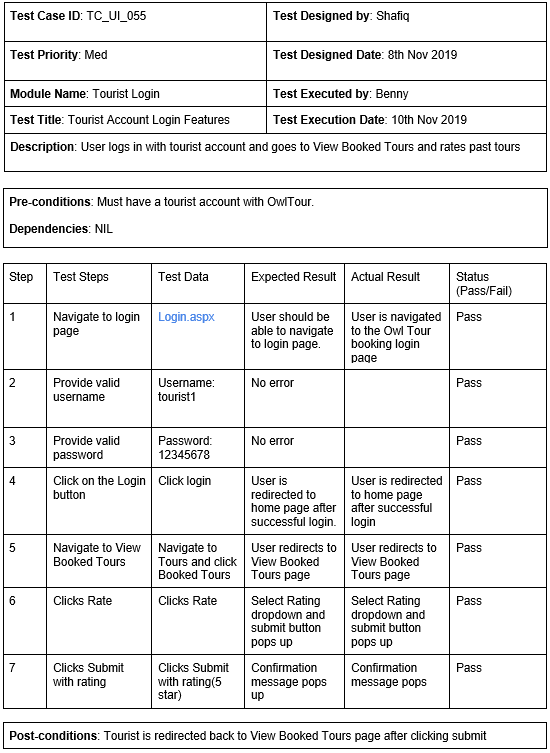 Test Case ID: TC_UI_055
Test Designed by: Shafiq
Test Priority: Med
Test Designed Date: 8th Nov 2019
Module Name: Tourist Login
Test Executed by: Benny
Test Title: Tourist Account Login Features
Test Execution Date: 10th Nov 2019
Description: User logs in with tourist account and goes to View Booked Tours and rates past tours
Pre-conditions: Must have a tourist account with OwlTour.
Dependencies: NIL
Step
Test Steps
Test Data
Expected Result
Actual Result
Status
(Pass/Fail)
1
Navigate to login
page
Login.aspx
User should be
able to navigate
to login page.
User is navigated
to the Owl Tour
booking login
page
Pass
2
Provide valid
username
Username:
tourist1
No error
Pass
3
Provide valid
password
Password:
12345678
No error
Pass
4
Click on the Login
button
Click login
User is
redirected to
home page after
successful login.
User is redirected
to home page
after successful
login
Pass
5
Navigate to View
Booked Tours
Navigate to
Tours and click
Booked Tours
User redirects to
View Booked
Tours page
User redirects to
View Booked
Tours page
Pass
6
Clicks Rate
Clicks Rate
Select Rating
dropdown and
submit button
pops up
Select Rating
dropdown and
submit button
pops up
Pass
7
Clicks Submit
with rating
Clicks Submit
with rating(5
star)
Confirmation
message pops
up
Confirmation
message pops
Pass
Post-conditions: Tourist is redirected back to View Booked Tours page after clicking submit